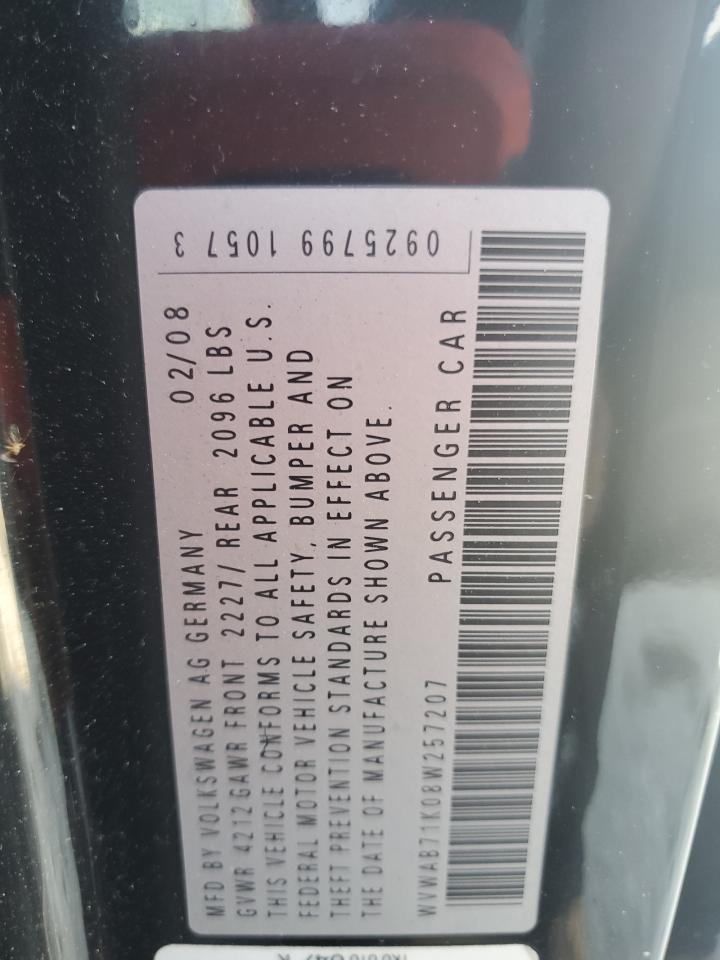 MFD BY VOLKSWAGEN AG GERMANY 02/08
GVWR 4212GAWR FRONT 2227/ REAR 2096 LBS
THIS VEHICLE CONFORMS TO ALL APPLICABLE U.S.
FEDERAL MOTOR VEHICLE SAFETY, BUMPER AND
THEFT PREVENTION STANDARDS IN EFFECT ON
THE DATE OF MANUFACTURE SHOWN ABOVE.
WVWAB71K08W257207 PASSENGER CAR
0925799 1057 3